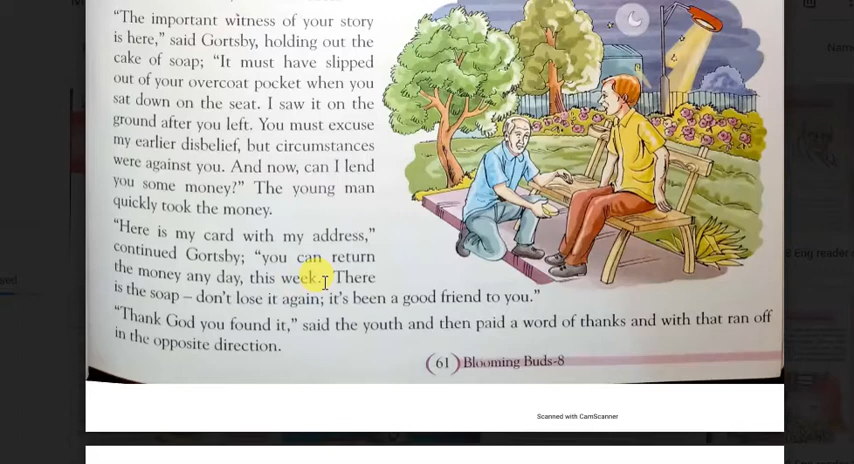 "The important witness of your story
is here," said Gortsby, holding out the
cake of soap; "It must have slipped
out of your overcoat pocket when you
sat down on the seat. I saw it on the
ground after you left. You must excuse
my earlier disbelief, but circumstances
were against you. And now, can I lend
you some money?" The young man
quickly took the money.
"Here is my card with my address,"
continued Gortsby; "you can return
the money any day, this week. There
is the soap – don't lose it again; it's been a good friend to you."
"Thank God you found it," said the youth and then paid a word of thanks and with that ran off
in the opposite direction.
(61) Blooming Buds-8
Scanned with CamScanner
Nam
8 Eng reader